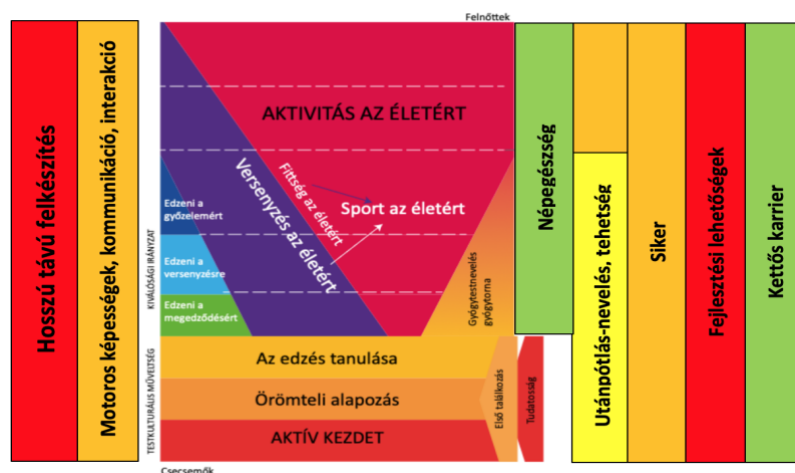 Hosszú távú felkészítés
Motoros képességek, kommunikáció, interakció
Felnőttek
AKTIVITÁS AZ ÉLETÉRT
Versenyzés az életért
Fittség az életért
Sport az életért
KIVÁLÓSÁGI IRÁNYZAT
Edzeni a
győzelemért
Edzeni a
versenyzésre
Edzeni a
megedződésért
Gyógytestnevelés
gyógytorna
TESTKULTURÁLIS MŰVELTSÉG
Az edzés tanulása
Örömteli alapozás
AKTÍV KEZDET
Első találkozás
Tudatosság
Csecsemők
Népegészség
Utánpótlás-nevelés, tehetség
Siker
Fejlesztési lehetőségek
Kettős karrier